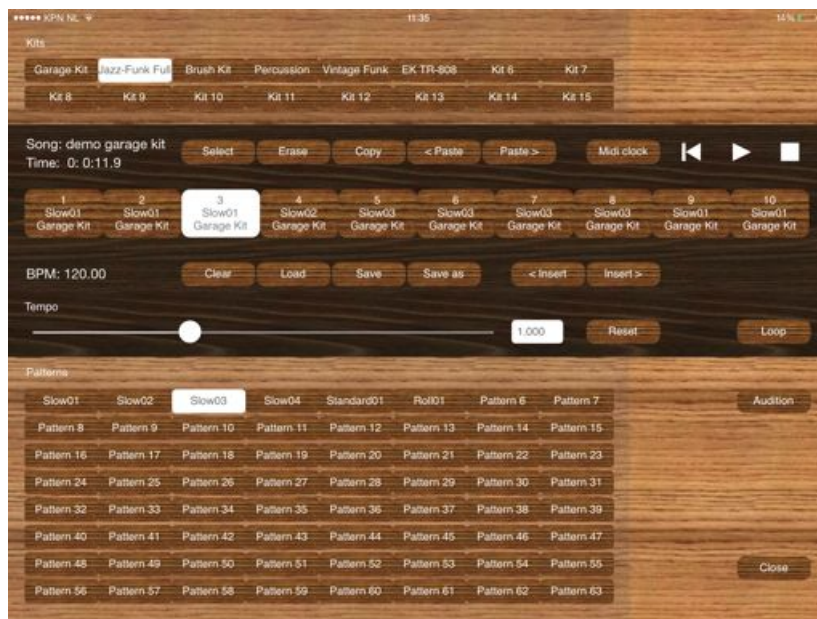 KPN NL 11:35 14%
Kits
Garage Kit Jazz-Funk Full Brush Kit Percussion Vintage Funk EK TR-808 Kit 6 Kit 7
Kit 8 Kit 9 Kit 10 Kit 11 Kit 12 Kit 13 Kit 14 Kit 15
Song: demo garage kit Select Erase Copy < Paste Paste > Midi clock
Time: 0: 0:11.9
1 2 3 4 5 6 7 8 9 10
Slow01 Slow01 Slow01 Slow02 Slow03 Slow03 Slow03 Slow03 Slow01 Slow01
Garage Kit Garage Kit Garage Kit Garage Kit Garage Kit Garage Kit Garage Kit Garage Kit Garage Kit Garage Kit
BPM: 120.00 Clear Load Save Save as < Insert Insert >
Tempo
1.000 Reset Loop
Patterns
Slow01 Slow02 Slow03 Slow04 Standard01 Roll01 Pattern 6 Pattern 7 Audition
Pattern 8 Pattern 9 Pattern 10 Pattern 11 Pattern 12 Pattern 13 Pattern 14 Pattern 15
Pattern 16 Pattern 17 Pattern 18 Pattern 19 Pattern 20 Pattern 21 Pattern 22 Pattern 23
Pattern 24 Pattern 25 Pattern 26 Pattern 27 Pattern 28 Pattern 29 Pattern 30 Pattern 31
Pattern 32 Pattern 33 Pattern 34 Pattern 35 Pattern 36 Pattern 37 Pattern 38 Pattern 39
Pattern 40 Pattern 41 Pattern 42 Pattern 43 Pattern 44 Pattern 45 Pattern 46 Pattern 47
Pattern 48 Pattern 49 Pattern 50 Pattern 51 Pattern 52 Pattern 53 Pattern 54 Pattern 55 Close
Pattern 56 Pattern 57 Pattern 58 Pattern 59 Pattern 60 Pattern 61 Pattern 62 Pattern 63